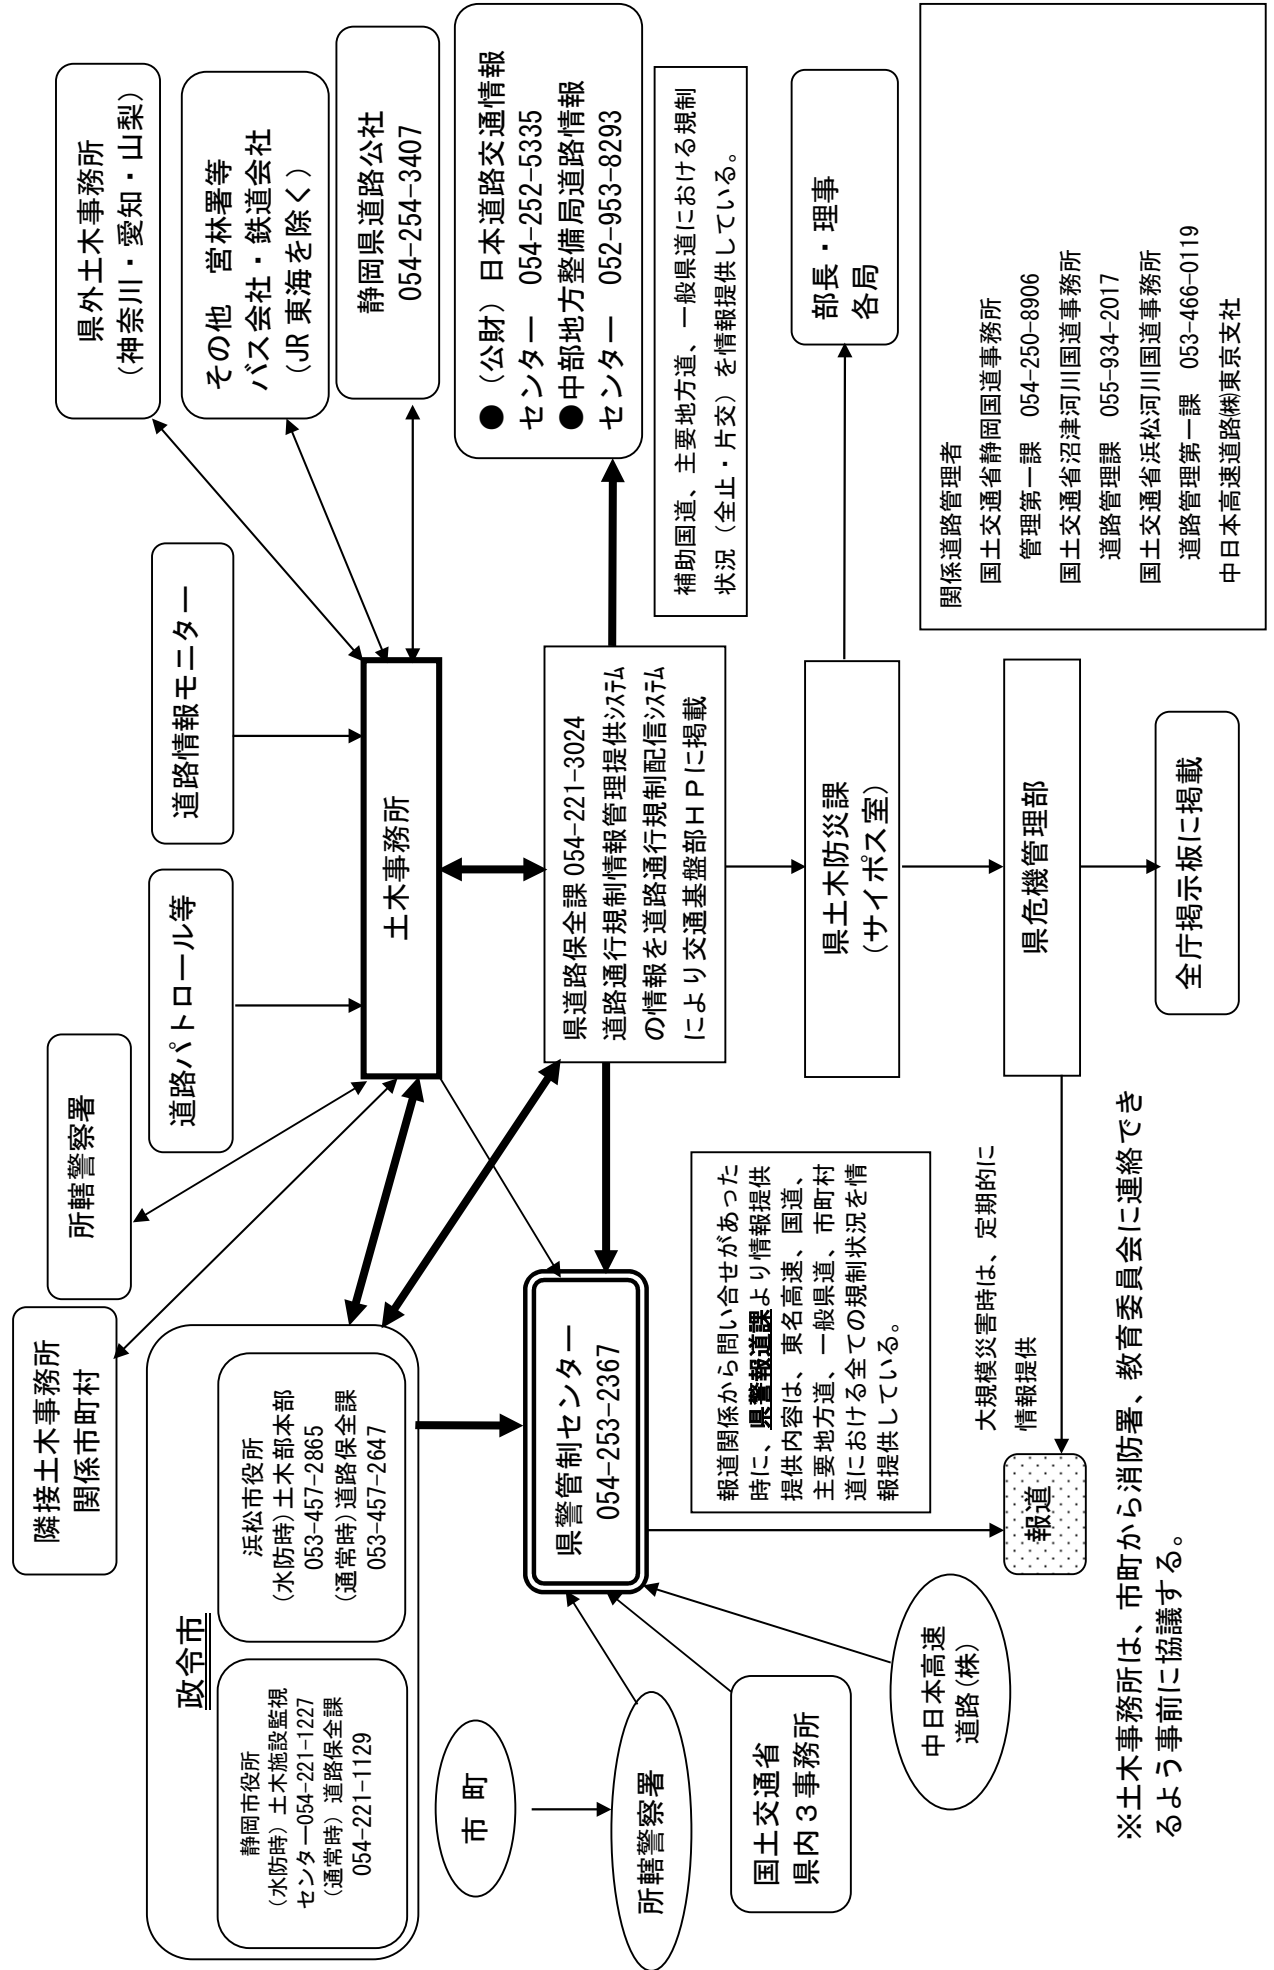 隣接土木事務所
関係市町村
所轄警察署
道路パトロール等
道路情報モニター
県外土木事務所
(神奈川・愛知・山梨)
その他　営林署等
バス会社・鉄道会社
(JR東海を除く)
静岡県道路公社
054-254-3407
●（公財）日本道路交通情報
センター　054-252-5335
●中部地方整備局道路情報
センター　052-953-8293
補助国道、主要地方道、一般県道における規制
状況（全止・片交）を情報提供している。
政令市
静岡市役所
(水防時）土木施設監視
センター054-221-1227
(通常時）道路保全課
054-221-1129
浜松市役所
(水防時)土木部本部
053-457-2865
(通常時)道路保全課
053-457-2647
土木事務所
県道路保全課 054-221-3024
道路通行規制情報管理提供システム
の情報を道路通行規制配信システム
により交通基盤部ＨＰに掲載
市 町
所轄警察署
国土交通省
県内３事務所
中日本高速
道路(株)
県警管制センター
054-253-2367
報道関係から問い合せがあった
時に、県警報道課より情報提供
提供内容は、東名高速、国道、
主要地方道、一般県道、市町村
道における全ての規制状況を情
報提供している。
県土木防災課
(サイポス室)
部長・理事
各局
県危機管理部
大規模災害時は、定期的に
情報提供
報道
全庁掲示板に掲載
関係道路管理者
国土交通省静岡国道事務所
管理第一課　054-250-8906
国土交通省沼津河川国道事務所
道路管理課　055-934-2017
国土交通省浜松河川国道事務所
道路管理第一課　053-466-0119
中日本高速道路㈱東京支社
※土木事務所は、市町から消防署、教育委員会に連絡でき
るよう事前に協議する。